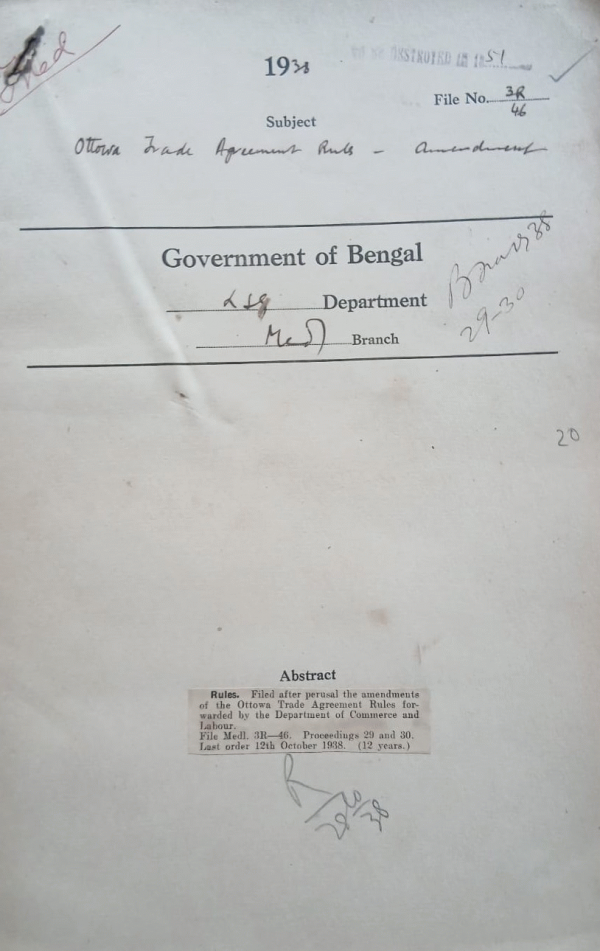 Filed
1938
TO BE DESTROYED IN 1951
File No. 3R
46
Subject
Ottowa Trade Agreement Rules - Amendment
Government of Bengal
LSG Department
Medl Branch
29-30
20
Abstract
Rules. Filed after perusal the amendments
of the Ottowa Trade Agreement Rules for-
warded by the Department of Commerce and
Labour.
File Medl. 3R—46. Proceedings 29 and 30.
Last order 12th October 1938. (12 years.)